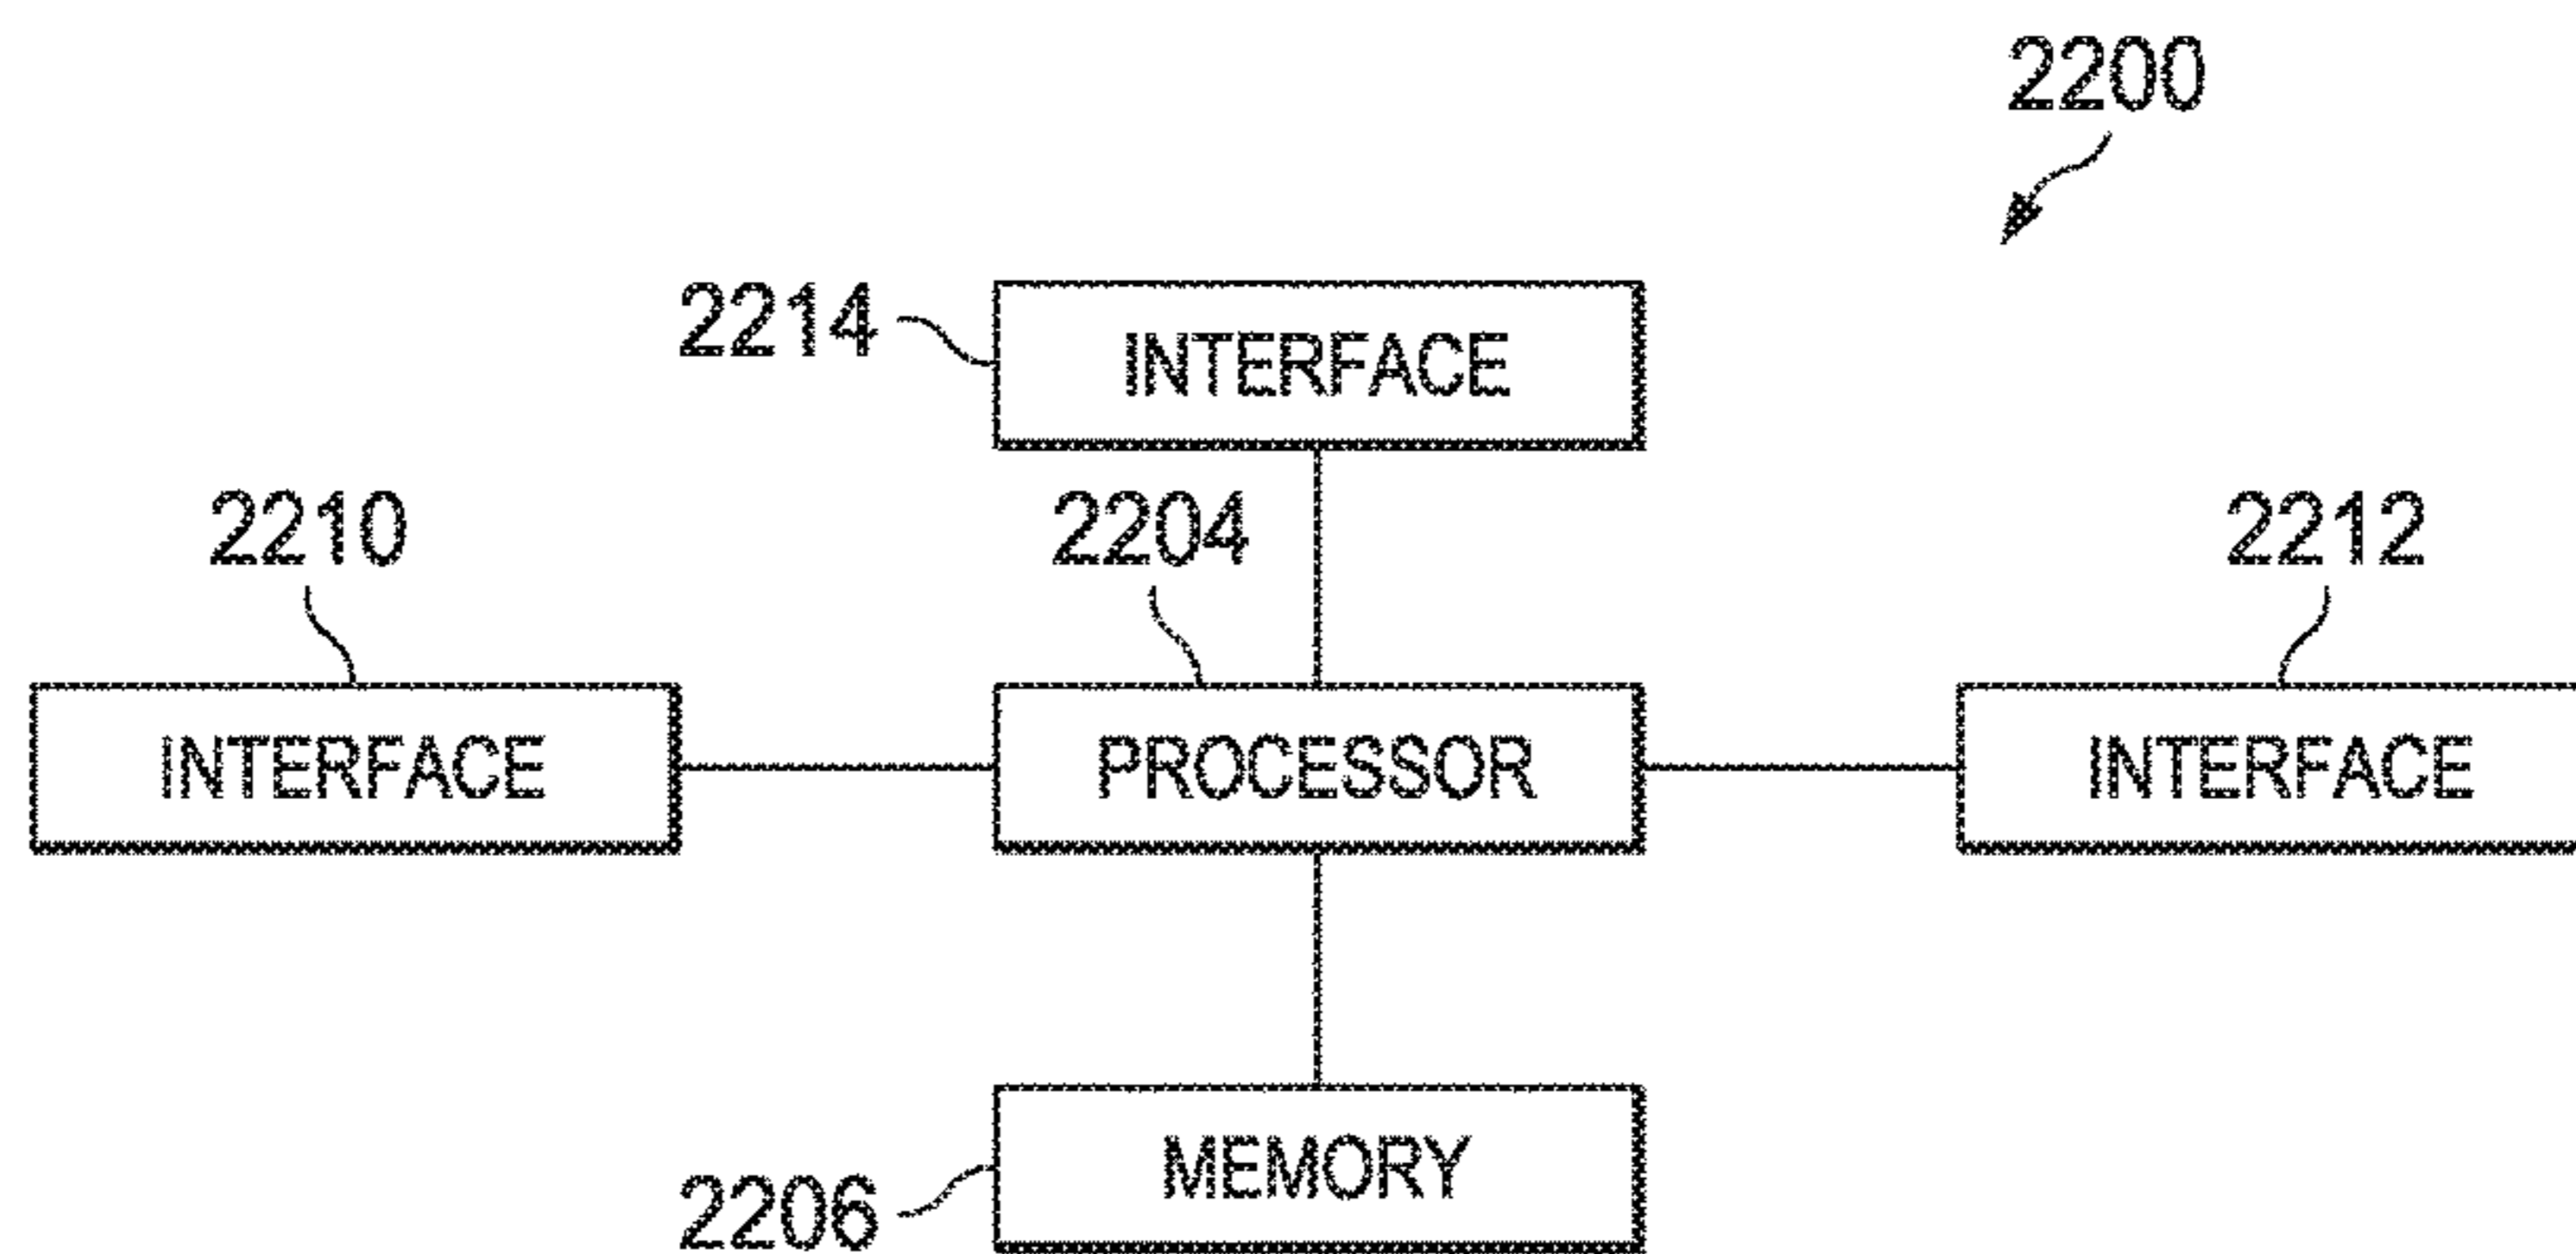 2200
2214
INTERFACE
2210
2204
2212
INTERFACE
PROCESSOR
INTERFACE
MEMORY
2206